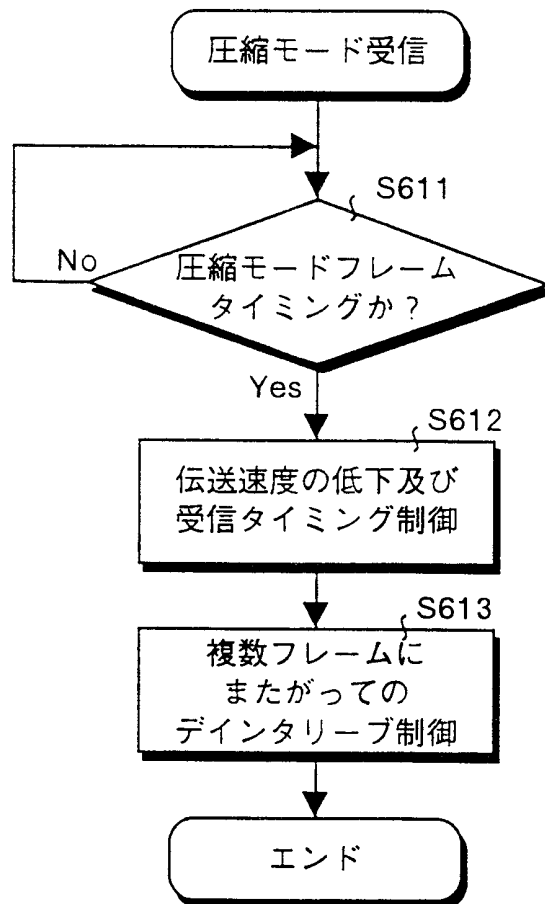 圧縮モード受信
S611
No
圧縮モードフレーム
タイミングか？
Yes
S612
伝送速度の低下及び
受信タイミング制御
S613
複数フレームに
またがっての
デインタリーブ制御
エンド